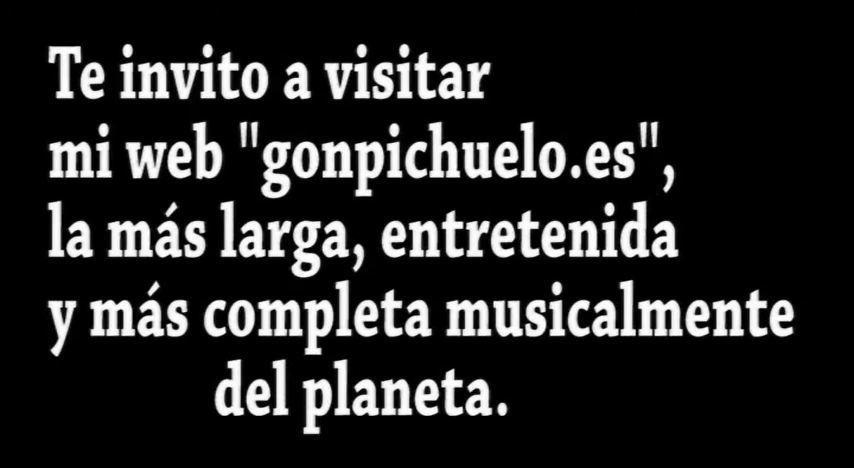 Te invito a visitar
mi web "gonpichuelo.es",
la más larga, entretenida
y más completa musicalmente
del planeta.